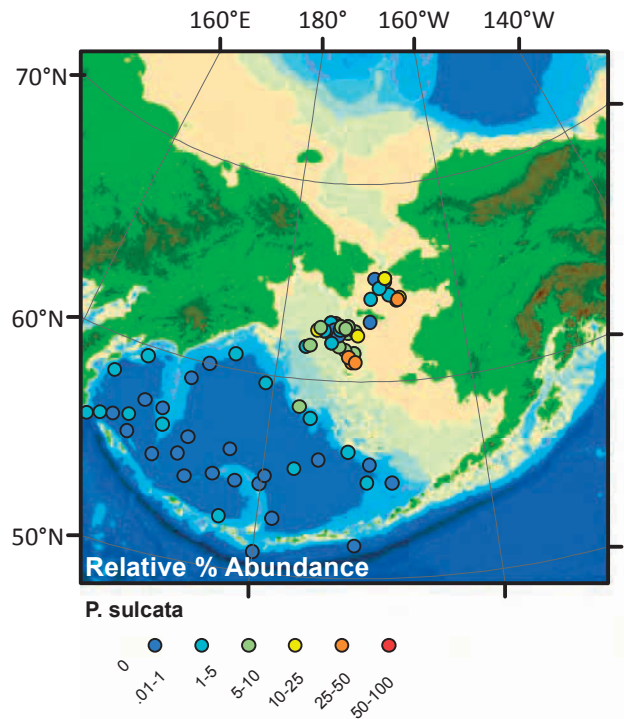 160°E 180° 160°W 140°W
70°N
60°N
50°N
Relative % Abundance
P. sulcata
0 .01-1 1-5 5-10 10-25 25-50 50-100